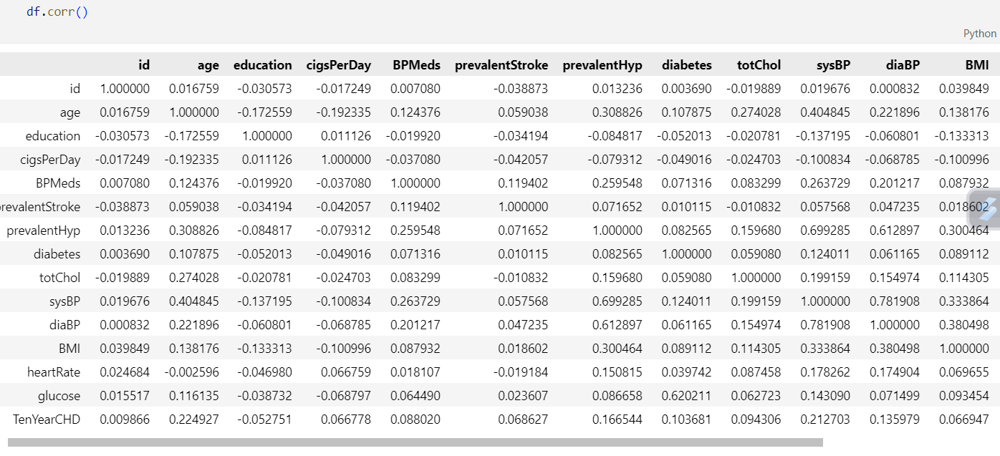 df.corr()
Python
id age education cigsPerDay BPMeds prevalentStroke prevalentHyp diabetes totChol sysBP diaBP BMI
id 1.000000 0.016759 -0.030573 -0.017249 0.007080 -0.038873 0.013236 0.003690 -0.019889 0.019676 0.000832 0.039849
age 0.016759 1.000000 -0.172559 -0.192335 0.124376 0.059038 0.308826 0.107875 0.274028 0.404845 0.221896 0.138176
education -0.030573 -0.172559 1.000000 0.011126 -0.019920 -0.034194 -0.084817 -0.052013 -0.020781 -0.137195 -0.060801 -0.133313
cigsPerDay -0.017249 -0.192335 0.011126 1.000000 -0.037080 -0.042057 -0.079312 -0.049016 -0.024703 -0.100834 -0.068785 -0.100996
BPMeds 0.007080 0.124376 -0.019920 -0.037080 1.000000 0.119402 0.259548 0.071316 0.083299 0.263729 0.201217 0.087932
revalentStroke -0.038873 0.059038 -0.034194 -0.042057 0.119402 1.000000 0.071652 0.010115 -0.010832 0.057568 0.047235 0.018602
prevalentHyp 0.013236 0.308826 -0.084817 -0.079312 0.259548 0.071652 1.000000 0.082565 0.159680 0.699285 0.612897 0.300464
diabetes 0.003690 0.107875 -0.052013 -0.049016 0.071316 0.010115 0.082565 1.000000 0.059080 0.124011 0.061165 0.089112
totChol -0.019889 0.274028 -0.020781 -0.024703 0.083299 -0.010832 0.159680 0.059080 1.000000 0.199159 0.154974 0.114305
sysBP 0.019676 0.404845 -0.137195 -0.100834 0.263729 0.057568 0.699285 0.124011 0.199159 1.000000 0.781908 0.333864
diaBP 0.000832 0.221896 -0.060801 -0.068785 0.201217 0.047235 0.612897 0.061165 0.154974 0.781908 1.000000 0.380498
BMI 0.039849 0.138176 -0.133313 -0.100996 0.087932 0.018602 0.300464 0.089112 0.114305 0.333864 0.380498 1.000000
heartRate 0.024684 -0.002596 -0.046980 0.066759 0.018107 -0.019184 0.150815 0.039742 0.087458 0.178262 0.174904 0.069655
glucose 0.015517 0.116135 -0.038732 -0.068797 0.064490 0.023607 0.086658 0.620211 0.062723 0.143090 0.071499 0.093454
TenYearCHD 0.009866 0.224927 -0.052751 0.066778 0.088020 0.068627 0.166544 0.103681 0.094306 0.212703 0.135979 0.066947